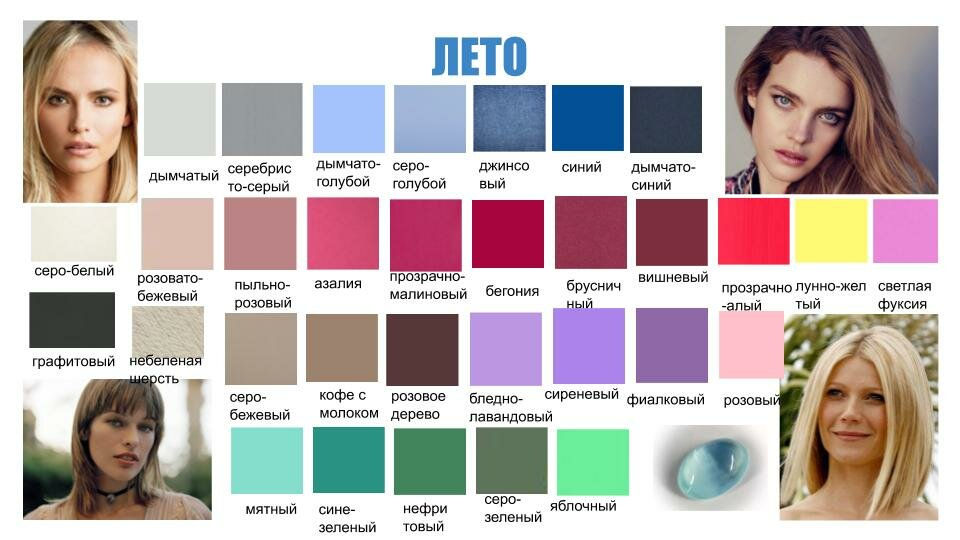 ЛЕТО
дымчатый
серебрис
то-серый
дымчато-
голубой
серо-
голубой
джинсо
вый
синий
дымчато-
синий
серо-белый
розовато-
бежевый
пыльно-
розовый
азалия
прозрачно-
малиновый
бегония
бруснич
ный
вишневый
прозрачно
-алый
лунно-жел
тый
светлая
фуксия
графитовый
небеленая
шерсть
серо-
бежевый
кофе с
молоком
розовое
дерево
бледно-
лавандовый
сиреневый
фиалковый
розовый
мятный
сине-
зеленый
нефри
товый
серо-
зеленый
яблочный